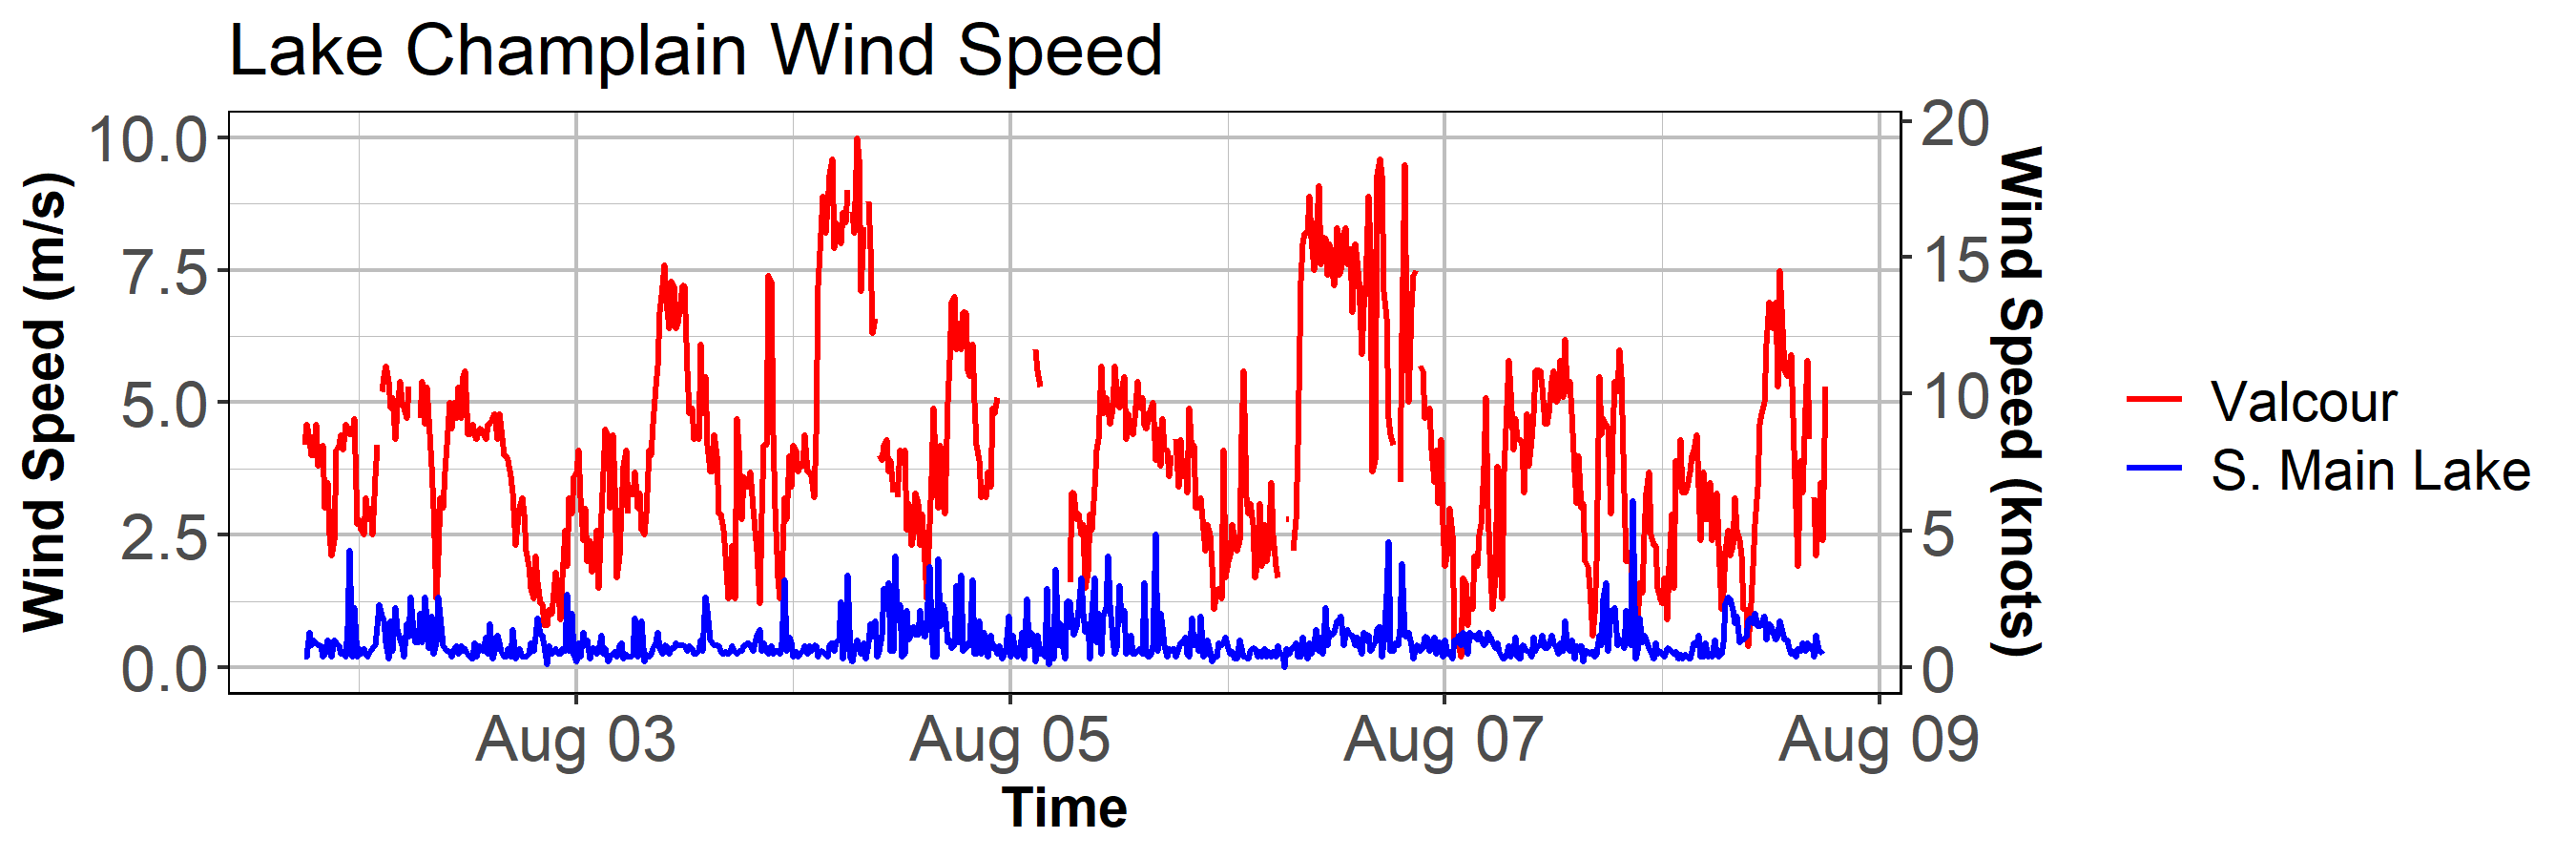 Lake Champlain Wind Speed
Wind Speed (m/s)
10.0
7.5
5.0
2.5
0.0
20
15
10
5
0
Wind Speed (knots)
Aug 03
Aug 05
Aug 07
Aug 09
Time
Valcour
S. Main Lake